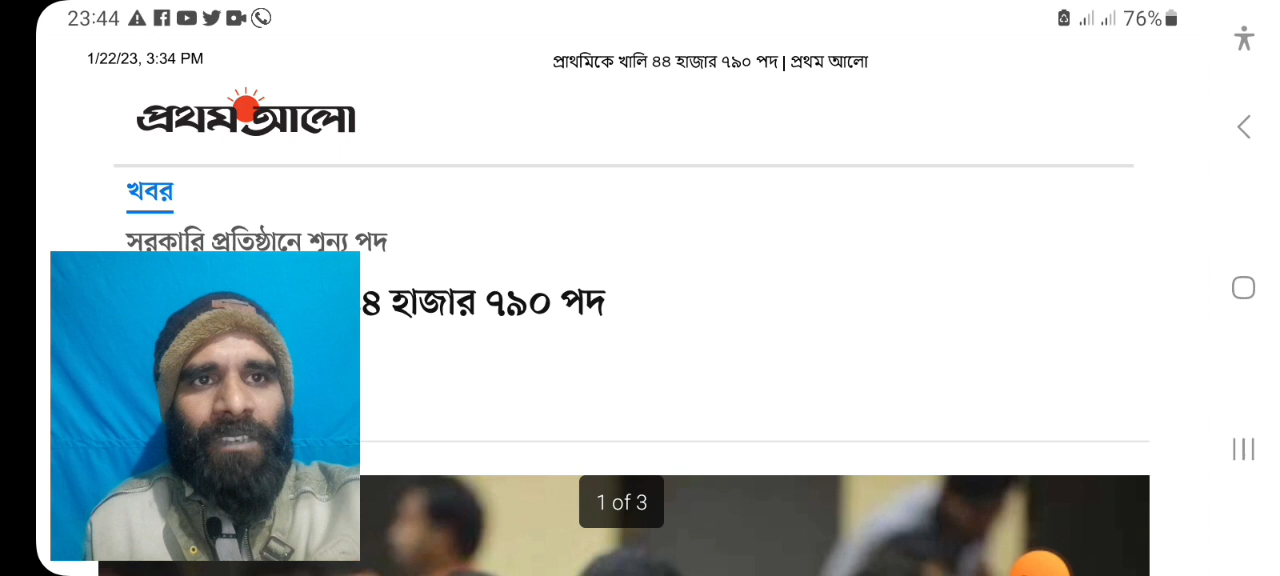 23:44
76%
1/22/23, 3:34 PM
প্রাথমিকে খালি ৪৪ হাজার ৭৯০ পদ | প্রথম আলো
প্রথম আলো
খবর
সরকারি প্রতিষ্ঠানে শূন্য পদ
৪ হাজার ৭৯০ পদ
1 of 3